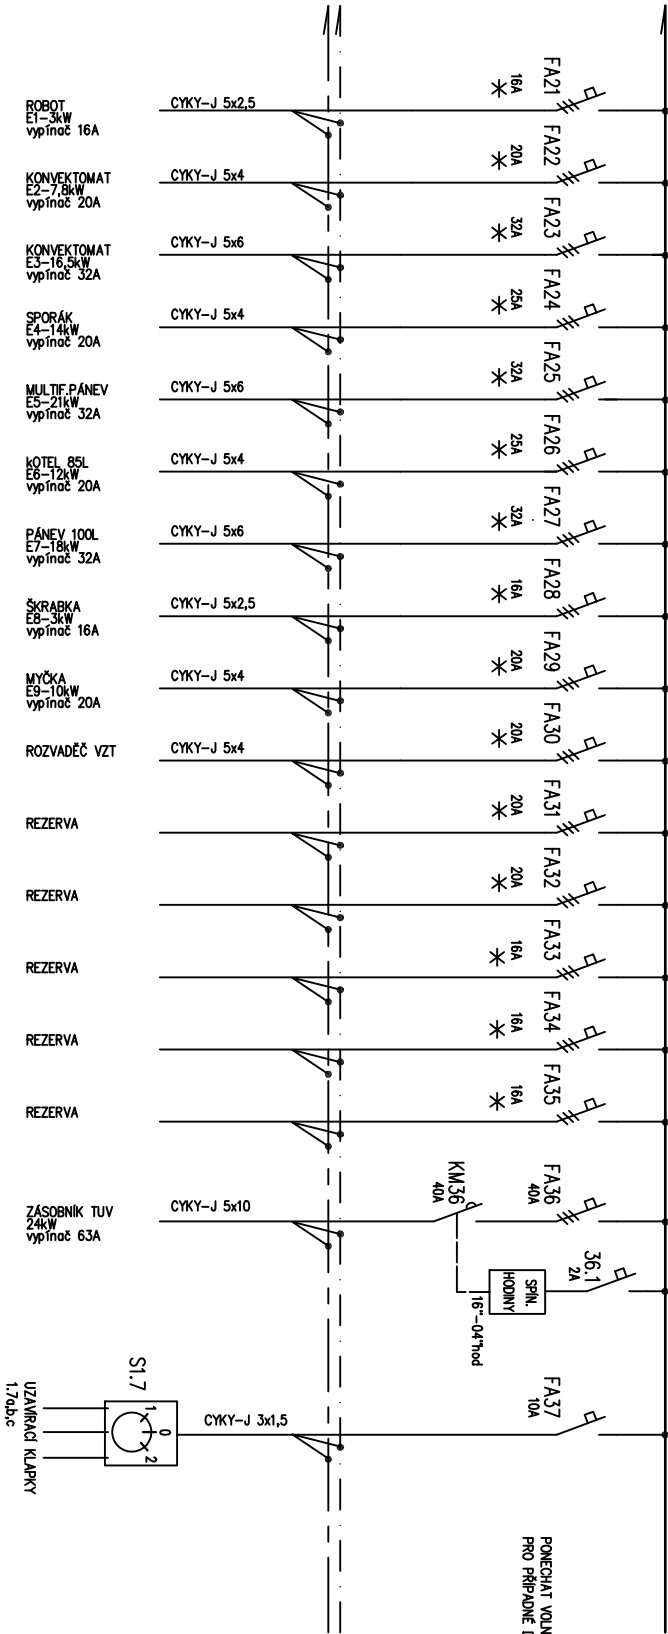 FA21
16A
CYKY-J 5x2,5
ROBOT
E1-3kW
vypínač 16A
FA22
20A
CYKY-J 5x4
KONVEKTOMAT
E2-7,8kW
vypínač 20A
FA23
32A
CYKY-J 5x6
KONVEKTOMAT
E3-16,5kW
vypínač 32A
FA24
25A
CYKY-J 5x4
SPORÁK
E4-14kW
vypínač 20A
FA25
32A
CYKY-J 5x6
MULTIF.PÁNEV
E5-21kW
vypínač 32A
FA26
25A
CYKY-J 5x4
kOTEL 85L
E6-12kW
vypínač 20A
FA27
32A
CYKY-J 5x6
PÁNEV 100L
E7-18kW
vypínač 32A
FA28
16A
CYKY-J 5x2,5
ŠKRABKA
E8-3kW
vypínač 16A
FA29
20A
CYKY-J 5x4
MYČKA
E9-10kW
vypínač 20A
FA30
20A
CYKY-J 5x4
ROZVADĚČ VZT
FA31
20A
REZERVA
FA32
20A
REZERVA
FA33
16A
REZERVA
FA34
16A
REZERVA
FA35
16A
REZERVA
FA36
40A
KM36
40A
CYKY-J 5x10
ZÁSOBNÍK TUV
24kW
vypínač 63A
36.1
2A
SPÍN.
HODINY
16°°-04°°hod
FA37
10A
CYKY-J 3x1,5
S1.7
1 0 2
UZAVÍRACÍ KLAPKY
1.7a,b,c
PONECHAT VOLN
PRO PŘÍPADNÉ